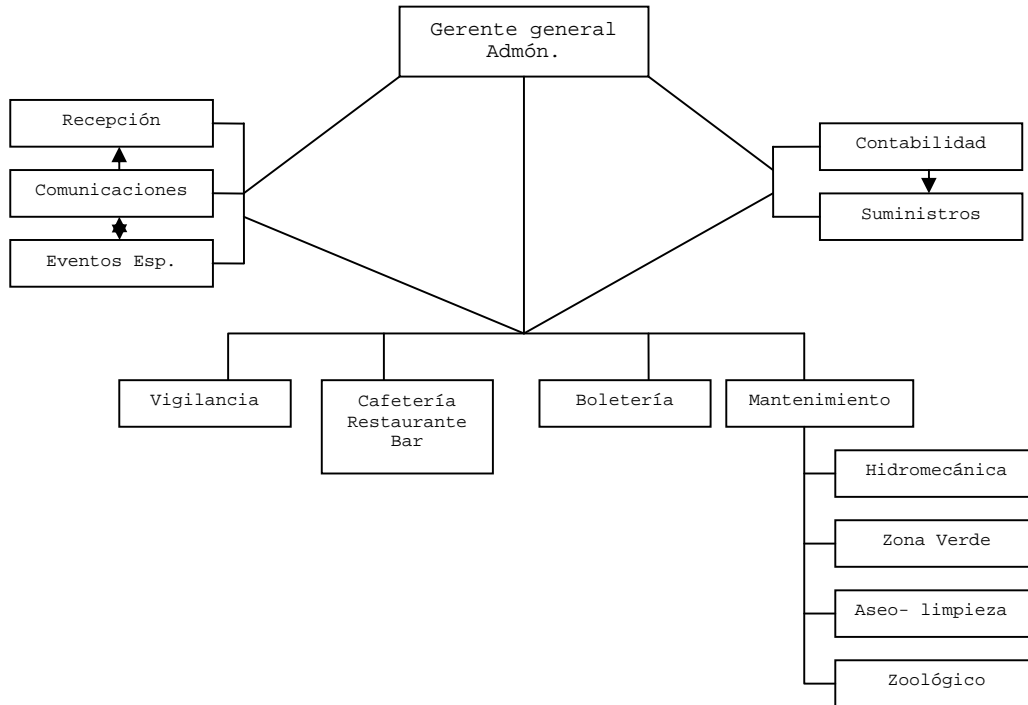 Gerente general
Admón.
Recepción
Comunicaciones
Eventos Esp.
Contabilidad
Suministros
Vigilancia
Cafetería
Restaurante
Bar
Boletería
Mantenimiento
Hidromecánica
Zona Verde
Aseo- limpieza
Zoológico